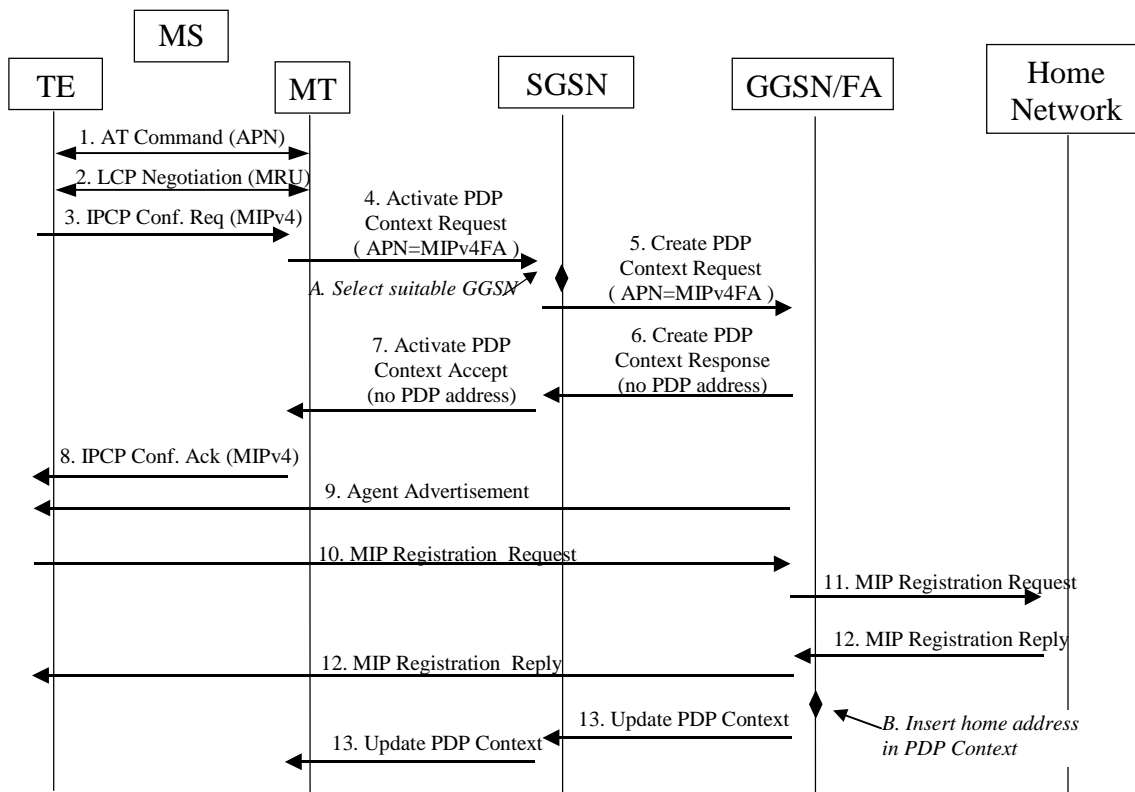 MS
TE
MT
SGSN
GGSN/FA
Home
Network
1. AT Command (APN)
2. LCP Negotiation (MRU)
3. IPCP Conf. Req (MIPv4)
4. Activate PDP
Context Request
( APN=MIPv4FA )
A. Select suitable GGSN
5. Create PDP
Context Request
( APN=MIPv4FA )
6. Create PDP
Context Response
(no PDP address)
7. Activate PDP
Context Accept
(no PDP address)
8. IPCP Conf. Ack (MIPv4)
9. Agent Advertisement
10. MIP Registration Request
11. MIP Registration Request
12. MIP Registration Reply
12. MIP Registration Reply
13. Update PDP Context
B. Insert home address
in PDP Context
13. Update PDP Context